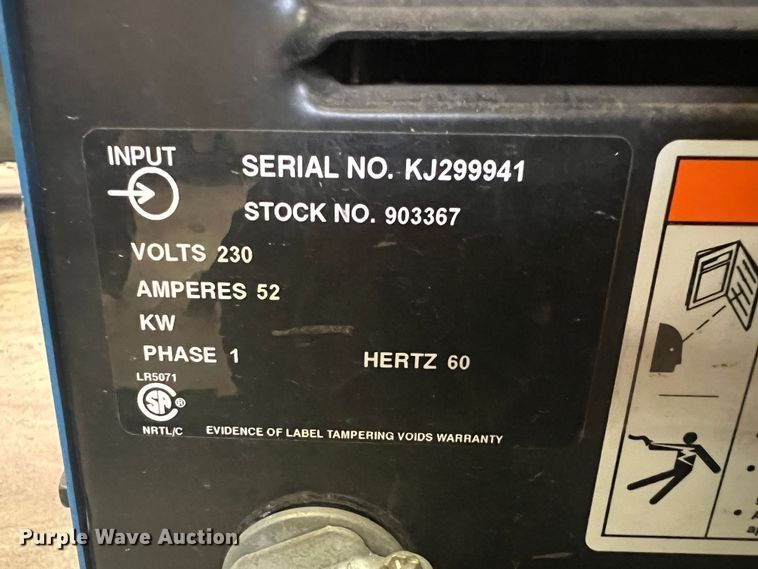 INPUT
SERIAL NO. KJ299941
STOCK NO. 903367
VOLTS 230
AMPERES 52
KW
PHASE 1 HERTZ 60
LR5071
SA ®
NRTL/C EVIDENCE OF LABEL TAMPERING VOIDS WARRANTY
Purple Wave Auction